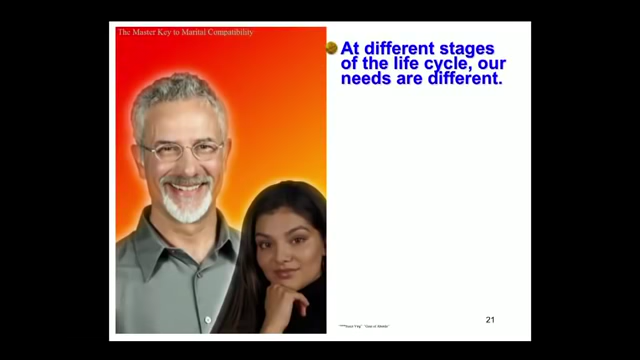 The Master Key to Marital Compatibility
At different stages
of the life cycle, our
needs are different.
21